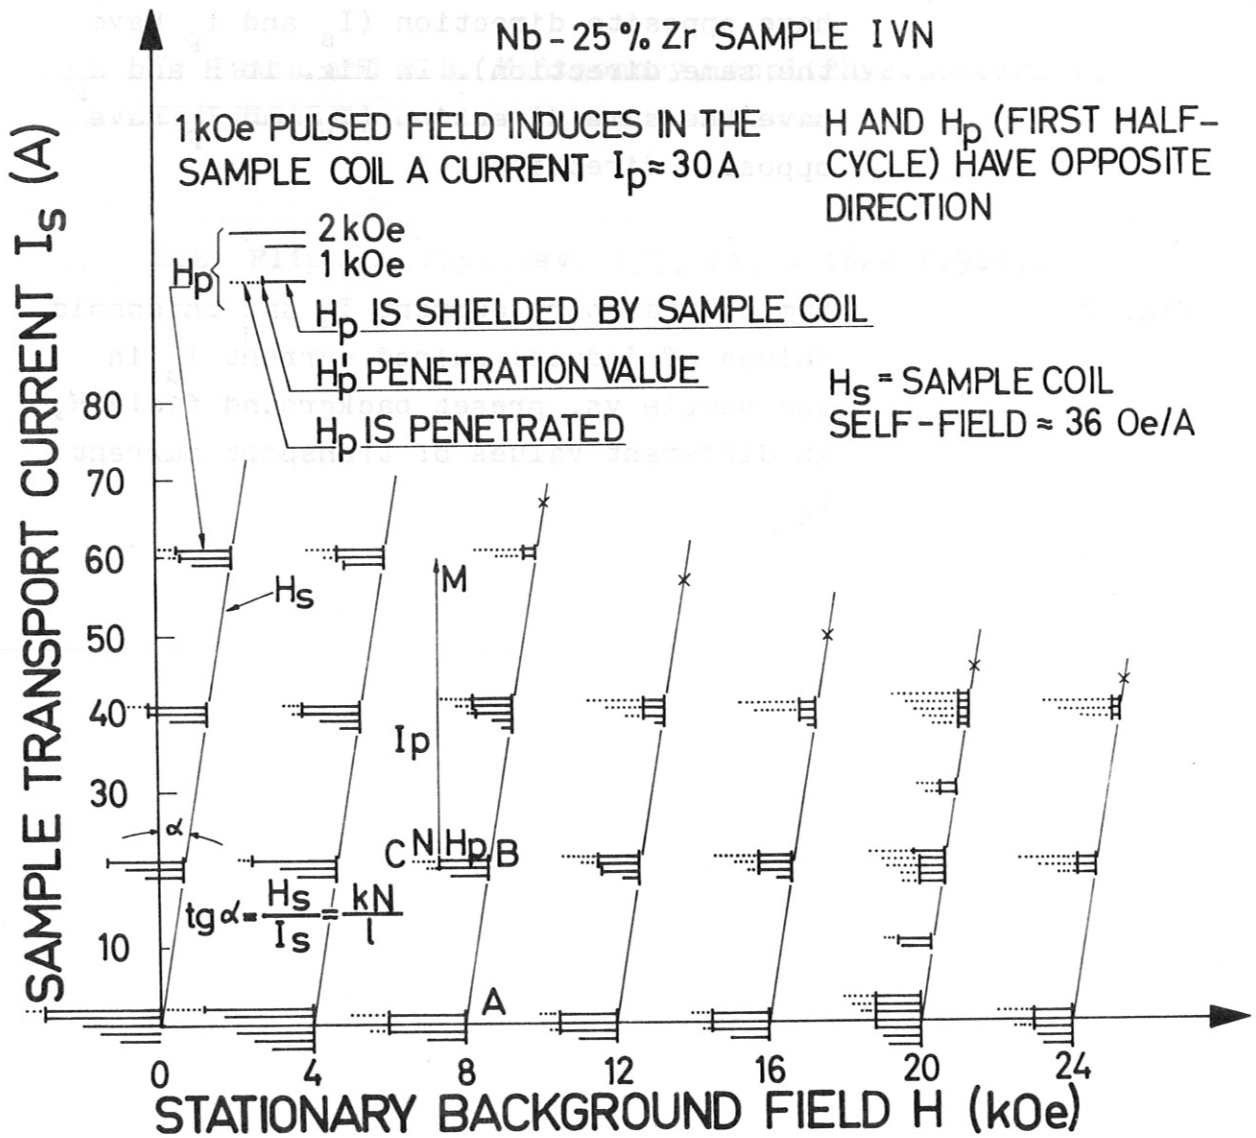 Nb-25% Zr SAMPLE IVN
1kOe PULSED FIELD INDUCES IN THE
SAMPLE COIL A CURRENT Ip≈30A
H AND Hp (FIRST HALF-
CYCLE) HAVE OPPOSITE
DIRECTION
Hp
2 kOe
1 kOe
Hp IS SHIELDED BY SAMPLE COIL
Hp PENETRATION VALUE
Hp IS PENETRATED
Hs = SAMPLE COIL
SELF-FIELD ≈ 36 Oe/A
SAMPLE TRANSPORT CURRENT Is (A)
80
70
60
50
40
30
10
Hs
M
Ip
α
C N Hp B
tg α = Hs/Is = kN/l
A
0 4 8 12 16 20 24
STATIONARY BACKGROUND FIELD H (kOe)